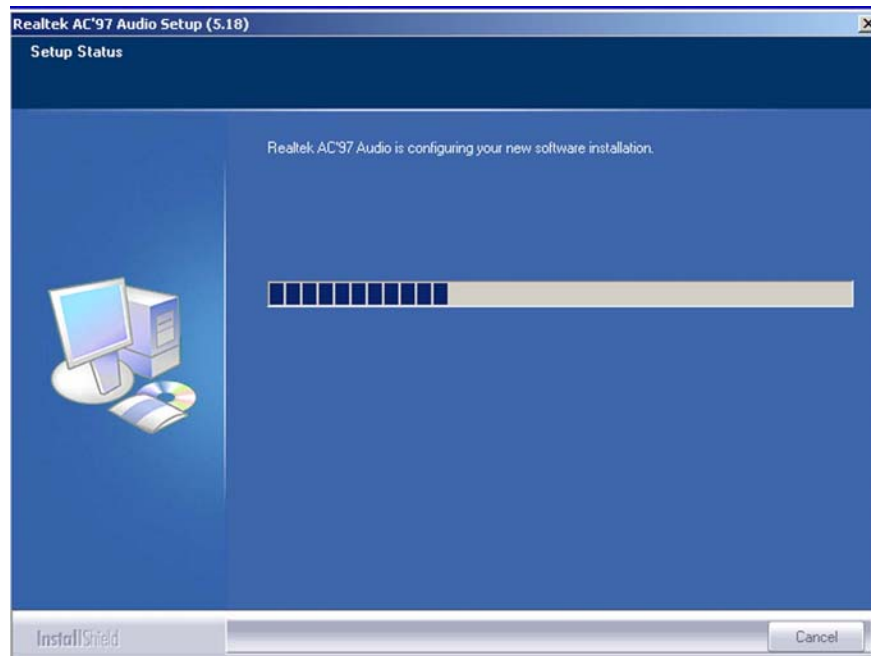 Realtek AC'97 Audio Setup (5.18)
Setup Status
Realtek AC'97 Audio is configuring your new software installation.
InstallShield
Cancel